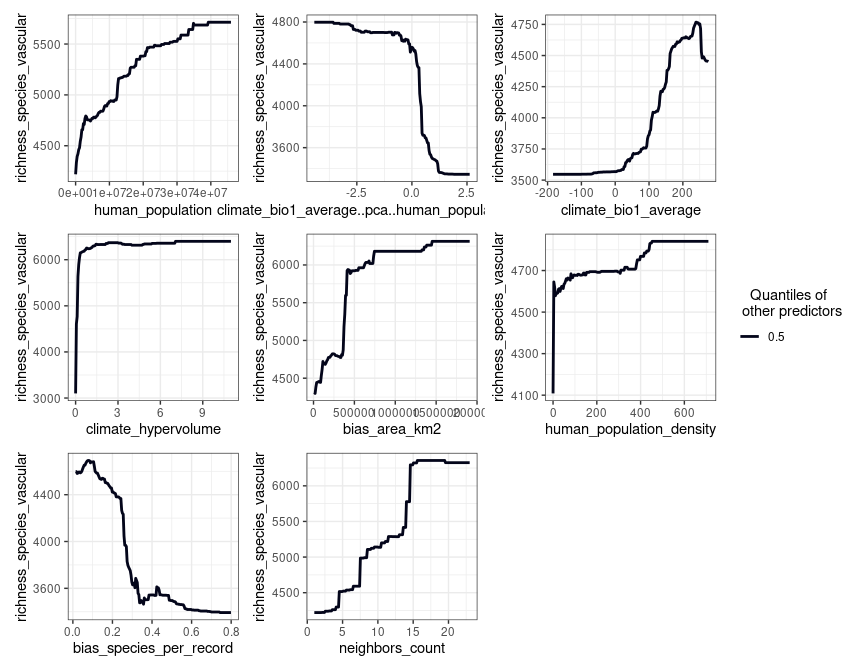 richness_species_vascular
5500
5000
4500
0e+001e+072e+073e+074e+07
human_population
richness_species_vascular
4800
4400
4000
3600
-2.5 0.0 2.5
climate_bio1_average..pca..human_popula
richness_species_vascular
4750
4500
4250
4000
3750
3500
-200 -100 0 100 200
climate_bio1_average
richness_species_vascular
6000
5000
4000
3000
0 3 6 9
climate_hypervolume
richness_species_vascular
6000
5500
5000
4500
0
bias_area_km2
richness_species_vascular
4700
4500
4300
4100
0 200 400 600
human_population_density
Quantiles of
other predictors
0.5
richness_species_vascular
4400
4000
3600
0.0 0.2 0.4 0.6 0.8
bias_species_per_record
richness_species_vascular
6000
5500
5000
4500
0 5 10 15 20
neighbors_count